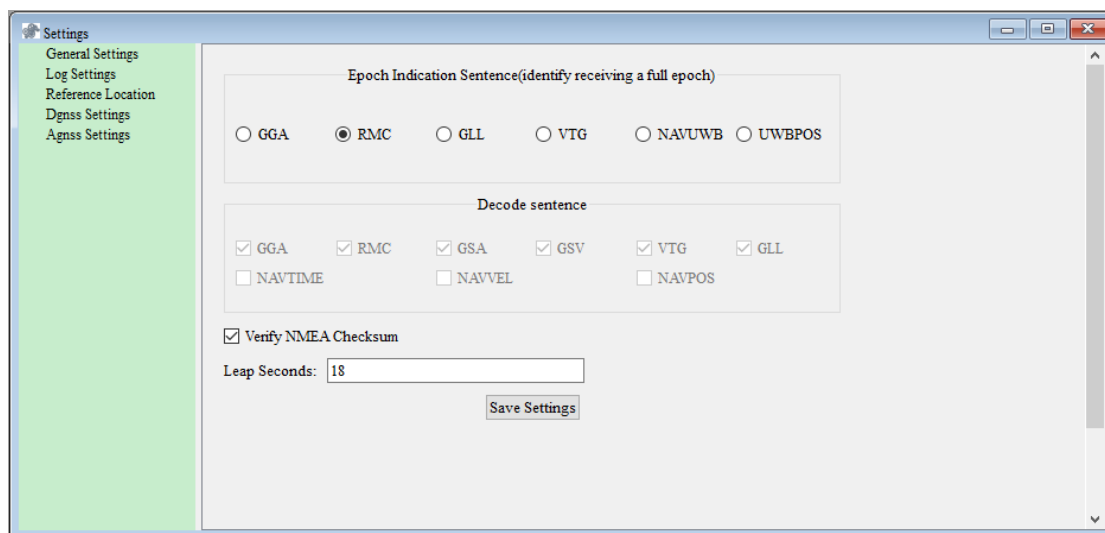 Settings
General Settings
Log Settings
Reference Location
Dgnss Settings
Agnss Settings
Epoch Indication Sentence(identify receiving a full epoch)
GGA RMC GLL VTG NAVUWB UWBPOS
Decode sentence
GGA RMC GSA GSV VTG GLL
NAVTIME NAVVEL NAVPOS
Verify NMEA Checksum
Leap Seconds: 18
Save Settings